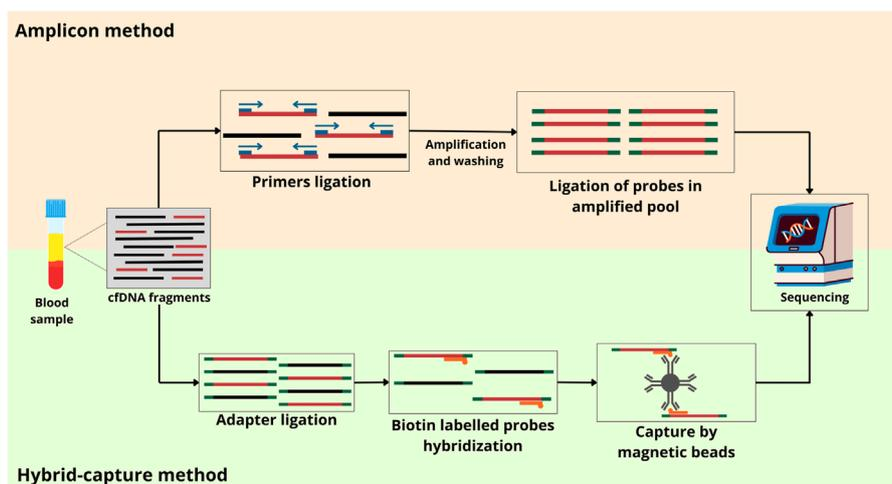 Amplicon method
Primers ligation
Amplification
and washing
Ligation of probes in
amplified pool
Blood
sample
cfDNA fragments
Sequencing
Adapter ligation
Biotin labelled probes
hybridization
Capture by
magnetic beads
Hybrid-capture method